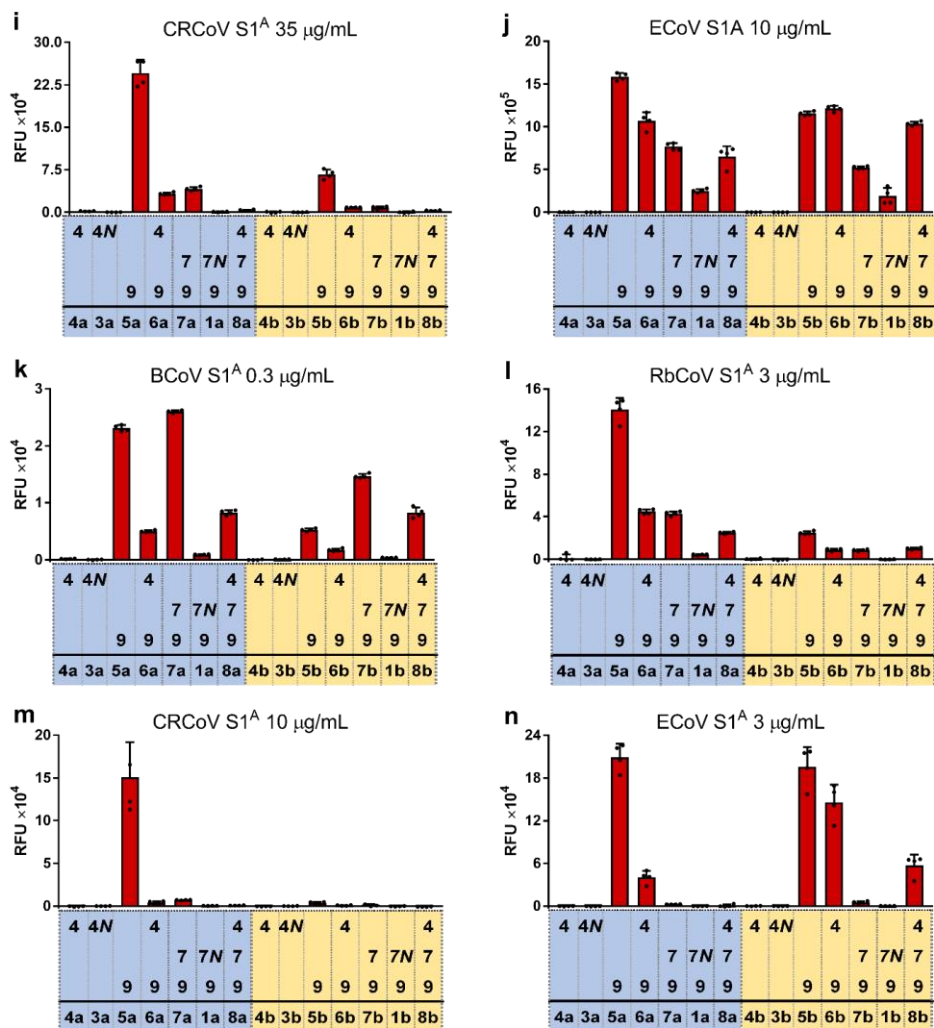 i
CRCoV S1ᴬ 35 µg/mL
RFU ×10⁴
30.0
22.5
15.0
7.5
0.0
4 4N 4 4 4 4N 4 4
7 7N 7 7 7N 7
9 9 9 9 9 9 9 9 9 9
4a 3a 5a 6a 7a 1a 8a 4b 3b 5b 6b 7b 1b 8b
j
ECoV S1A 10 µg/mL
RFU ×10⁵
20
15
10
5
0
4 4N 4 4 4 4N 4 4
7 7N 7 7 7N 7
9 9 9 9 9 9 9 9 9 9
4a 3a 5a 6a 7a 1a 8a 4b 3b 5b 6b 7b 1b 8b
k
BCoV S1ᴬ 0.3 µg/mL
RFU ×10⁴
3
2
1
0
4 4N 4 4 4 4N 4 4
7 7N 7 7 7N 7
9 9 9 9 9 9 9 9 9 9
4a 3a 5a 6a 7a 1a 8a 4b 3b 5b 6b 7b 1b 8b
l
RbCoV S1ᴬ 3 µg/mL
RFU ×10⁴
16
12
8
4
0
4 4N 4 4 4 4N 4 4
7 7N 7 7 7N 7
9 9 9 9 9 9 9 9 9 9
4a 3a 5a 6a 7a 1a 8a 4b 3b 5b 6b 7b 1b 8b
m
CRCoV S1ᴬ 10 µg/mL
RFU ×10⁴
20
15
10
5
0
4 4N 4 4 4 4N 4 4
7 7N 7 7 7N 7
9 9 9 9 9 9 9 9 9 9
4a 3a 5a 6a 7a 1a 8a 4b 3b 5b 6b 7b 1b 8b
n
ECoV S1ᴬ 3 µg/mL
RFU ×10⁴
24
18
12
6
0
4 4N 4 4 4 4N 4 4
7 7N 7 7 7N 7
9 9 9 9 9 9 9 9 9 9
4a 3a 5a 6a 7a 1a 8a 4b 3b 5b 6b 7b 1b 8b